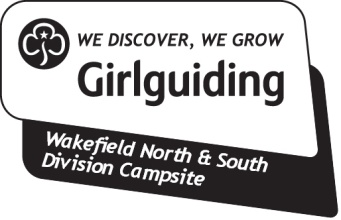 WE DISCOVER, WE GROW
Girlguiding
Wakefield North & South
Division Campsite